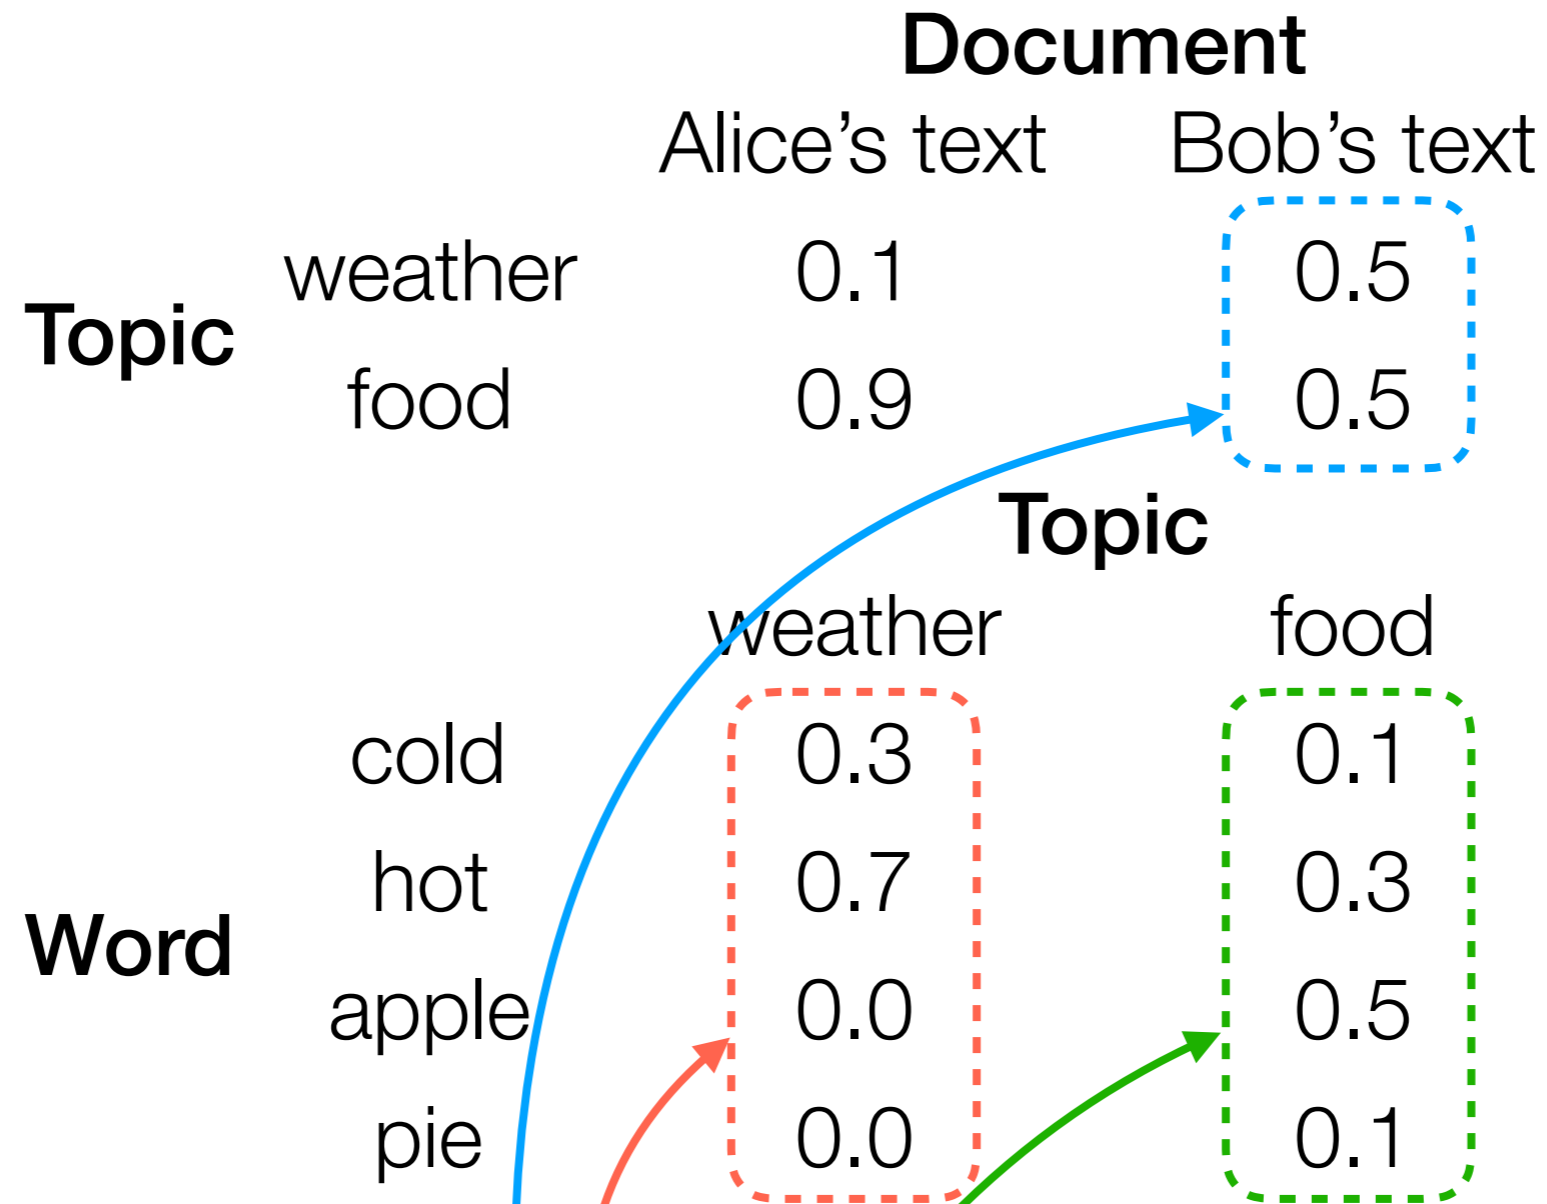 Document
Alice’s text Bob’s text
weather 0.1 0.5
Topic
food 0.9 0.5
Topic
weather food
cold 0.3 0.1
hot 0.7 0.3
Word
apple 0.0 0.5
pie 0.0 0.1